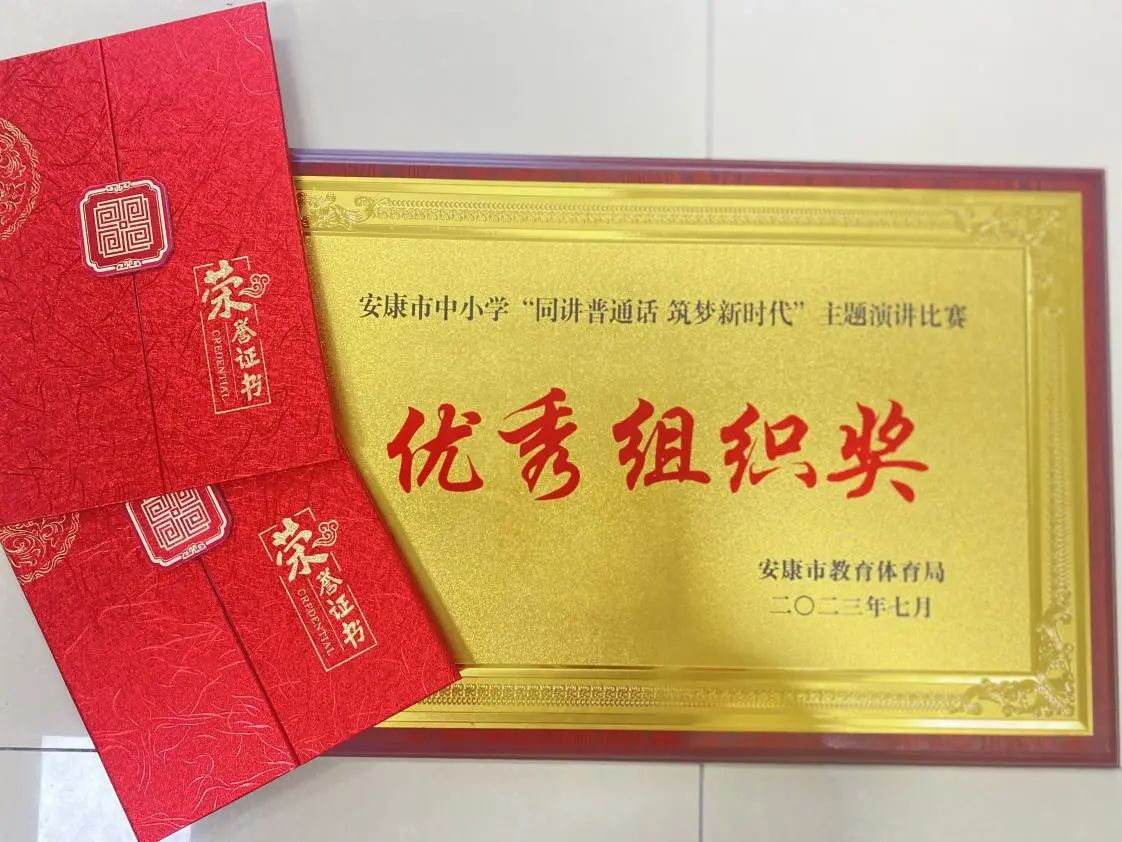 荣誉证书
CREDENTIAL
荣誉证书
CREDENTIAL
安康市中小学“同讲普通话 筑梦新时代”主题演讲比赛
优秀组织奖
安康市教育体育局
二〇二三年七月